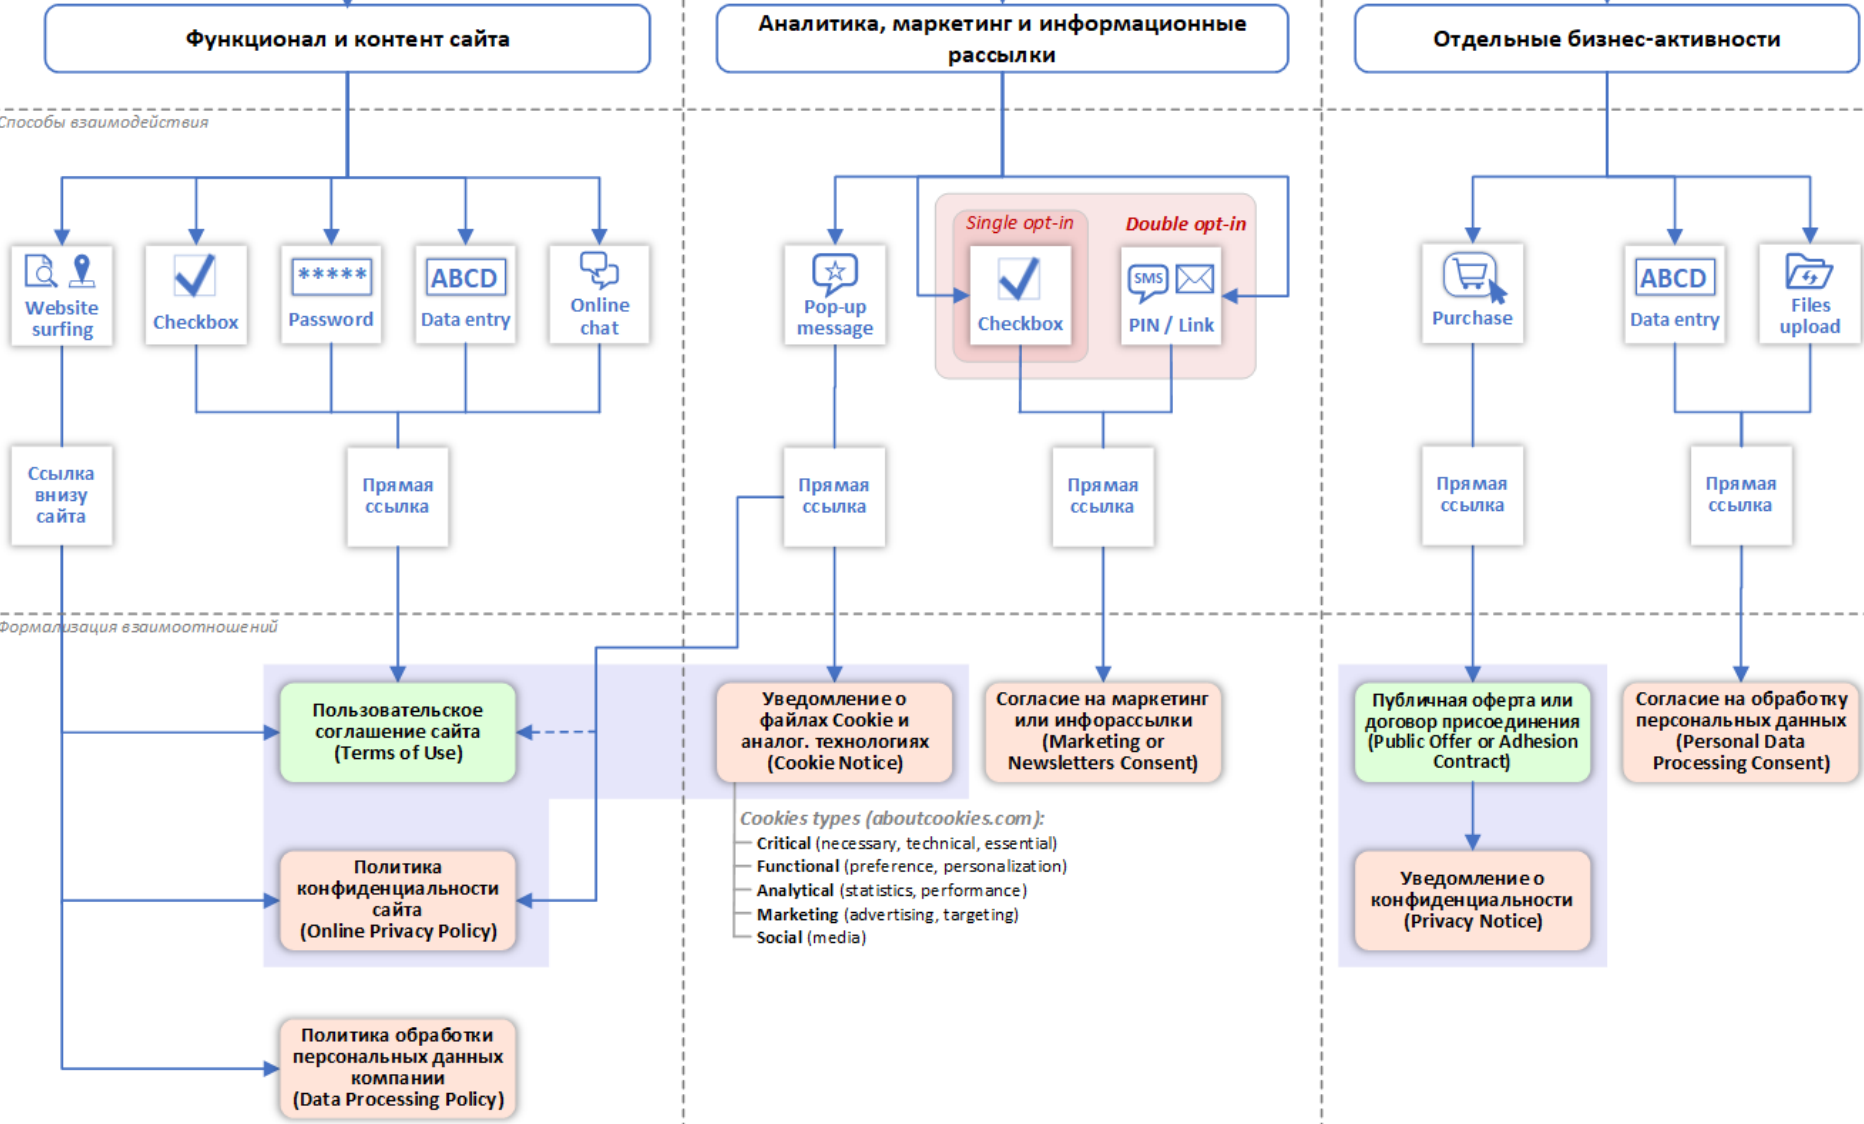 Функционал и контент сайта
Аналитика, маркетинг и информационные
рассылки
Отдельные бизнес-активности
Способы взаимодействия
Website
surfing
Checkbox
*****
Password
ABCD
Data entry
Online
chat
Pop-up
message
Single opt-in
Checkbox
Double opt-in
SMS
PIN / Link
Purchase
ABCD
Data entry
Files
upload
Ссылка
внизу
сайта
Прямая
ссылка
Прямая
ссылка
Прямая
ссылка
Прямая
ссылка
Прямая
ссылка
Формализация взаимоотношений
Пользовательское
соглашение сайта
(Terms of Use)
Уведомление о
файлах Cookie и
аналог. технологиях
(Cookie Notice)
Согласие на маркетинг
или инфорассылки
(Marketing or
Newsletters Consent)
Публичная оферта или
договор присоединения
(Public Offer or Adhesion
Contract)
Согласие на обработку
персональных данных
(Personal Data
Processing Consent)
Cookies types (aboutcookies.com):
Critical (necessary, technical, essential)
Functional (preference, personalization)
Analytical (statistics, performance)
Marketing (advertising, targeting)
Social (media)
Политика
конфиденциальности
сайта
(Online Privacy Policy)
Уведомление о
конфиденциальности
(Privacy Notice)
Политика обработки
персональных данных
компании
(Data Processing Policy)